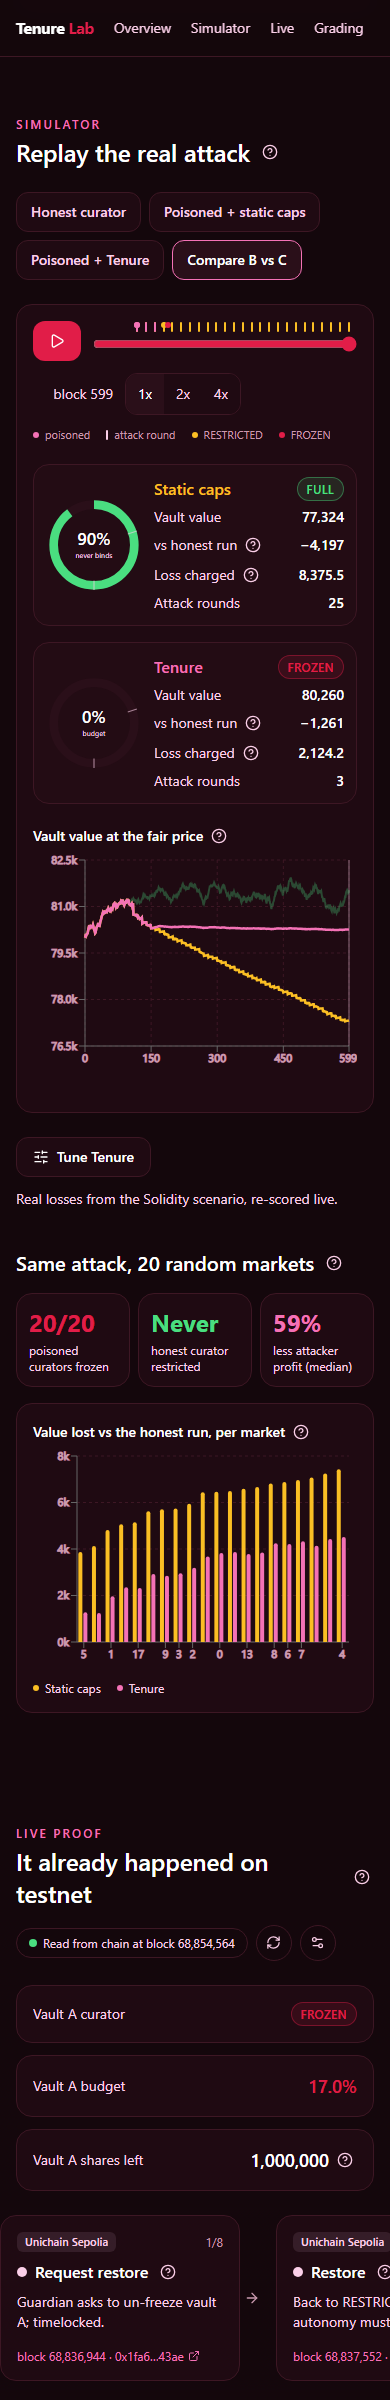 Tenure Lab Overview Simulator Live Grading
SIMULATOR
Replay the real attack
Honest curator
Poisoned + static caps
Poisoned + Tenure
Compare B vs C
block 599 1x 2x 4x
poisoned attack round RESTRICTED FROZEN
90%
never binds
Static caps FULL
Vault value 77,324
vs honest run −4,197
Loss charged 8,375.5
Attack rounds 25
0%
budget
Tenure FROZEN
Vault value 80,260
vs honest run −1,261
Loss charged 2,124.2
Attack rounds 3
Vault value at the fair price
82.5k
81.0k
79.5k
78.0k
76.5k
0 150 300 450 599
Tune Tenure
Real losses from the Solidity scenario, re-scored live.
Same attack, 20 random markets
20/20
poisoned
curators frozen
Never
honest curator
restricted
59%
less attacker
profit (median)
Value lost vs the honest run, per market
8k
6k
4k
2k
0k
5 1 17 9 3 2 0 13 8 6 7 4
Static caps Tenure
LIVE PROOF
It already happened on
testnet
Read from chain at block 68,854,564
Vault A curator FROZEN
Vault A budget 17.0%
Vault A shares left 1,000,000
Unichain Sepolia 1/8
Request restore
Guardian asks to un-freeze vault
A; timelocked.
block 68,836,944 · 0x1fa6…43ae
Unichain Sepolia
Restore
Back to RESTRIC
autonomy must
block 68,837,552 ·